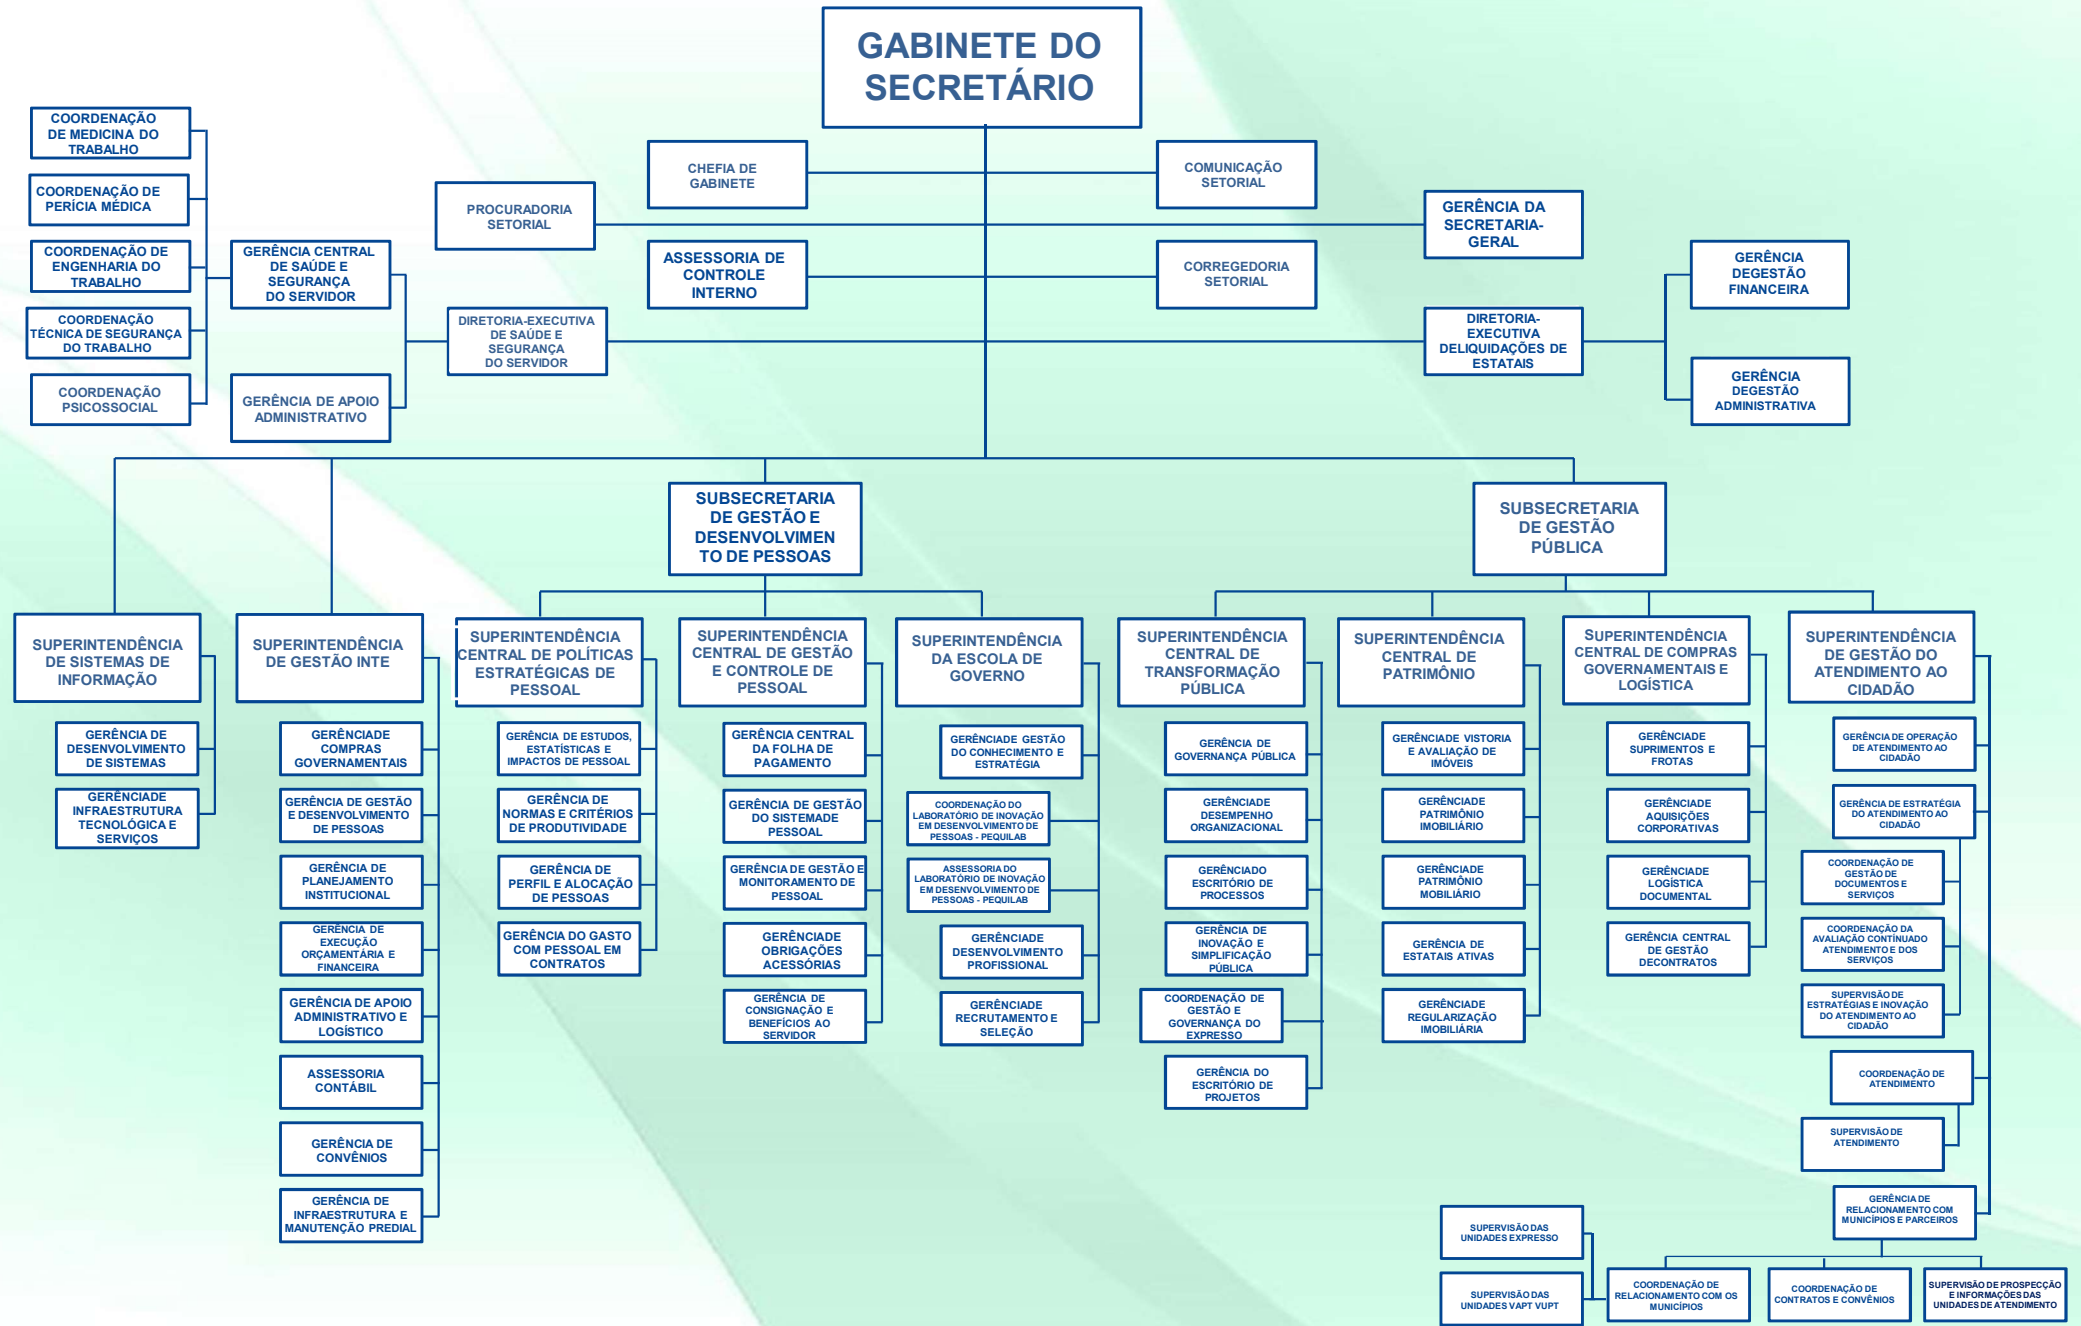 GABINETE DO
SECRETÁRIO
COORDENAÇÃO
DE MEDICINA DO
TRABALHO
COORDENAÇÃO DE
PERÍCIA MÉDICA
COORDENAÇÃO DE
ENGENHARIA DO
TRABALHO
COORDENAÇÃO
TÉCNICA DE SEGURANÇA
DO TRABALHO
COORDENAÇÃO
PSICOSSOCIAL
GERÊNCIA CENTRAL
DE SAÚDE E
SEGURANÇA
DO SERVIDOR
GERÊNCIA DE APOIO
ADMINISTRATIVO
PROCURADORIA
SETORIAL
DIRETORIA-EXECUTIVA
DE SAÚDE E
SEGURANÇA
DO SERVIDOR
CHEFIA DE
GABINETE
ASSESSORIA DE
CONTROLE
INTERNO
COMUNICAÇÃO
SETORIAL
CORREGEDORIA
SETORIAL
GERÊNCIA DA
SECRETARIA-
GERAL
DIRETORIA-
EXECUTIVA
DELIQUIDAÇÕES DE
ESTATAIS
GERÊNCIA
DEGESTÃO
FINANCEIRA
GERÊNCIA
DEGESTÃO
ADMINISTRATIVA
SUBSECRETARIA
DE GESTÃO E
DESENVOLVIMEN
TO DE PESSOAS
SUBSECRETARIA
DE GESTÃO
PÚBLICA
SUPERINTENDÊNCIA
DE SISTEMAS DE
INFORMAÇÃO
GERÊNCIA DE
DESENVOLVIMENTO
DE SISTEMAS
GERÊNCIADE
INFRAESTRUTURA
TECNOLÓGICA E
SERVIÇOS
SUPERINTENDÊNCIA
DE GESTÃO INTE
GERÊNCIADE
COMPRAS
GOVERNAMENTAIS
GERÊNCIA DE GESTÃO
E DESENVOLVIMENTO
DE PESSOAS
GERÊNCIA DE
PLANEJAMENTO
INSTITUCIONAL
GERÊNCIA DE
EXECUÇÃO
ORÇAMENTÁRIA E
FINANCEIRA
GERÊNCIA DE APOIO
ADMINISTRATIVO E
LOGÍSTICO
ASSESSORIA
CONTÁBIL
GERÊNCIA DE
CONVÊNIOS
GERÊNCIA DE
INFRAESTRUTURA E
MANUTENÇÃO PREDIAL
SUPERINTENDÊNCIA
CENTRAL DE POLÍTICAS
ESTRATÉGICAS DE
PESSOAL
GERÊNCIA DE ESTUDOS,
ESTATÍSTICAS E
IMPACTOS DE PESSOAL
GERÊNCIA DE
NORMAS E CRITÉRIOS
DE PRODUTIVIDADE
GERÊNCIA DE
PERFIL E ALOCAÇÃO
DE PESSOAS
GERÊNCIA DO GASTO
COM PESSOAL EM
CONTRATOS
SUPERINTENDÊNCIA
CENTRAL DE GESTÃO
E CONTROLE DE
PESSOAL
GERÊNCIA CENTRAL
DA FOLHA DE
PAGAMENTO
GERÊNCIA DE GESTÃO
DO SISTEMADE
PESSOAL
GERÊNCIA DE GESTÃO E
MONITORAMENTO DE
PESSOAL
GERÊNCIADE
OBRIGAÇÕES
ACESSÓRIAS
GERÊNCIA DE
CONSIGNAÇÃO E
BENEFÍCIOS AO
SERVIDOR
SUPERINTENDÊNCIA
DA ESCOLA DE
GOVERNO
GERÊNCIADE GESTÃO
DO CONHECIMENTO E
ESTRATÉGIA
COORDENAÇÃO DO
LABORATÓRIO DE INOVAÇÃO
EM DESENVOLVIMENTO DE
PESSOAS - PEQUILAB
ASSESSORIA DO
LABORATÓRIO DE INOVAÇÃO
EM DESENVOLVIMENTO DE
PESSOAS - PEQUILAB
GERÊNCIADE
DESENVOLVIMENTO
PROFISSIONAL
GERÊNCIADE
RECRUTAMENTO E
SELEÇÃO
SUPERINTENDÊNCIA
CENTRAL DE
TRANSFORMAÇÃO
PÚBLICA
GERÊNCIA DE
GOVERNANÇA PÚBLICA
GERÊNCIADE
DESEMPENHO
ORGANIZACIONAL
GERÊNCIADO
ESCRITÓRIO DE
PROCESSOS
GERÊNCIA DE
INOVAÇÃO E
SIMPLIFICAÇÃO
PÚBLICA
COORDENAÇÃO DE
GESTÃO E
GOVERNANÇA DO
EXPRESSO
GERÊNCIA DO
ESCRITÓRIO DE
PROJETOS
SUPERINTENDÊNCIA
CENTRAL DE
PATRIMÔNIO
GERÊNCIADE VISTORIA
E AVALIAÇÃO DE
IMÓVEIS
GERÊNCIADE
PATRIMÔNIO
IMOBILIÁRIO
GERÊNCIADE
PATRIMÔNIO
MOBILIÁRIO
GERÊNCIA DE
ESTATAIS ATIVAS
GERÊNCIADE
REGULARIZAÇÃO
IMOBILIÁRIA
SUPERINTENDÊNCIA
CENTRAL DE COMPRAS
GOVERNAMENTAIS E
LOGÍSTICA
GERÊNCIADE
SUPRIMENTOS E
FROTAS
GERÊNCIADE
AQUISIÇÕES
CORPORATIVAS
GERÊNCIADE
LOGÍSTICA
DOCUMENTAL
GERÊNCIA CENTRAL
DE GESTÃO
DECONTRATOS
SUPERINTENDÊNCIA
DE GESTÃO DO
ATENDIMENTO AO
CIDADÃO
GERÊNCIA DE OPERAÇÃO
DE ATENDIMENTO AO
CIDADÃO
GERÊNCIA DE ESTRATÉGIA
DO ATENDIMENTO AO
CIDADÃO
COORDENAÇÃO DE
GESTÃO DE
DOCUMENTOS E
SERVIÇOS
COORDENAÇÃO DA
AVALIAÇÃO CONTÍNUADO
ATENDIMENTO E DOS
SERVIÇOS
SUPERVISÃO DE
ESTRATÉGIAS E INOVAÇÃO
DO ATENDIMENTO AO
CIDADÃO
COORDENAÇÃO DE
ATENDIMENTO
SUPERVISÃO DE
ATENDIMENTO
GERÊNCIA DE
RELACIONAMENTO COM
MUNICÍPIOS E PARCEIROS
SUPERVISÃO DAS
UNIDADES EXPRESSO
SUPERVISÃO DAS
UNIDADES VAPT VUPT
COORDENAÇÃO DE
RELACIONAMENTO COM OS
MUNICÍPIOS
COORDENAÇÃO DE
CONTRATOS E CONVÊNIOS
SUPERVISÃO DE PROSPECÇÃO
E INFORMAÇÕES DAS
UNIDADES DE ATENDIMENTO